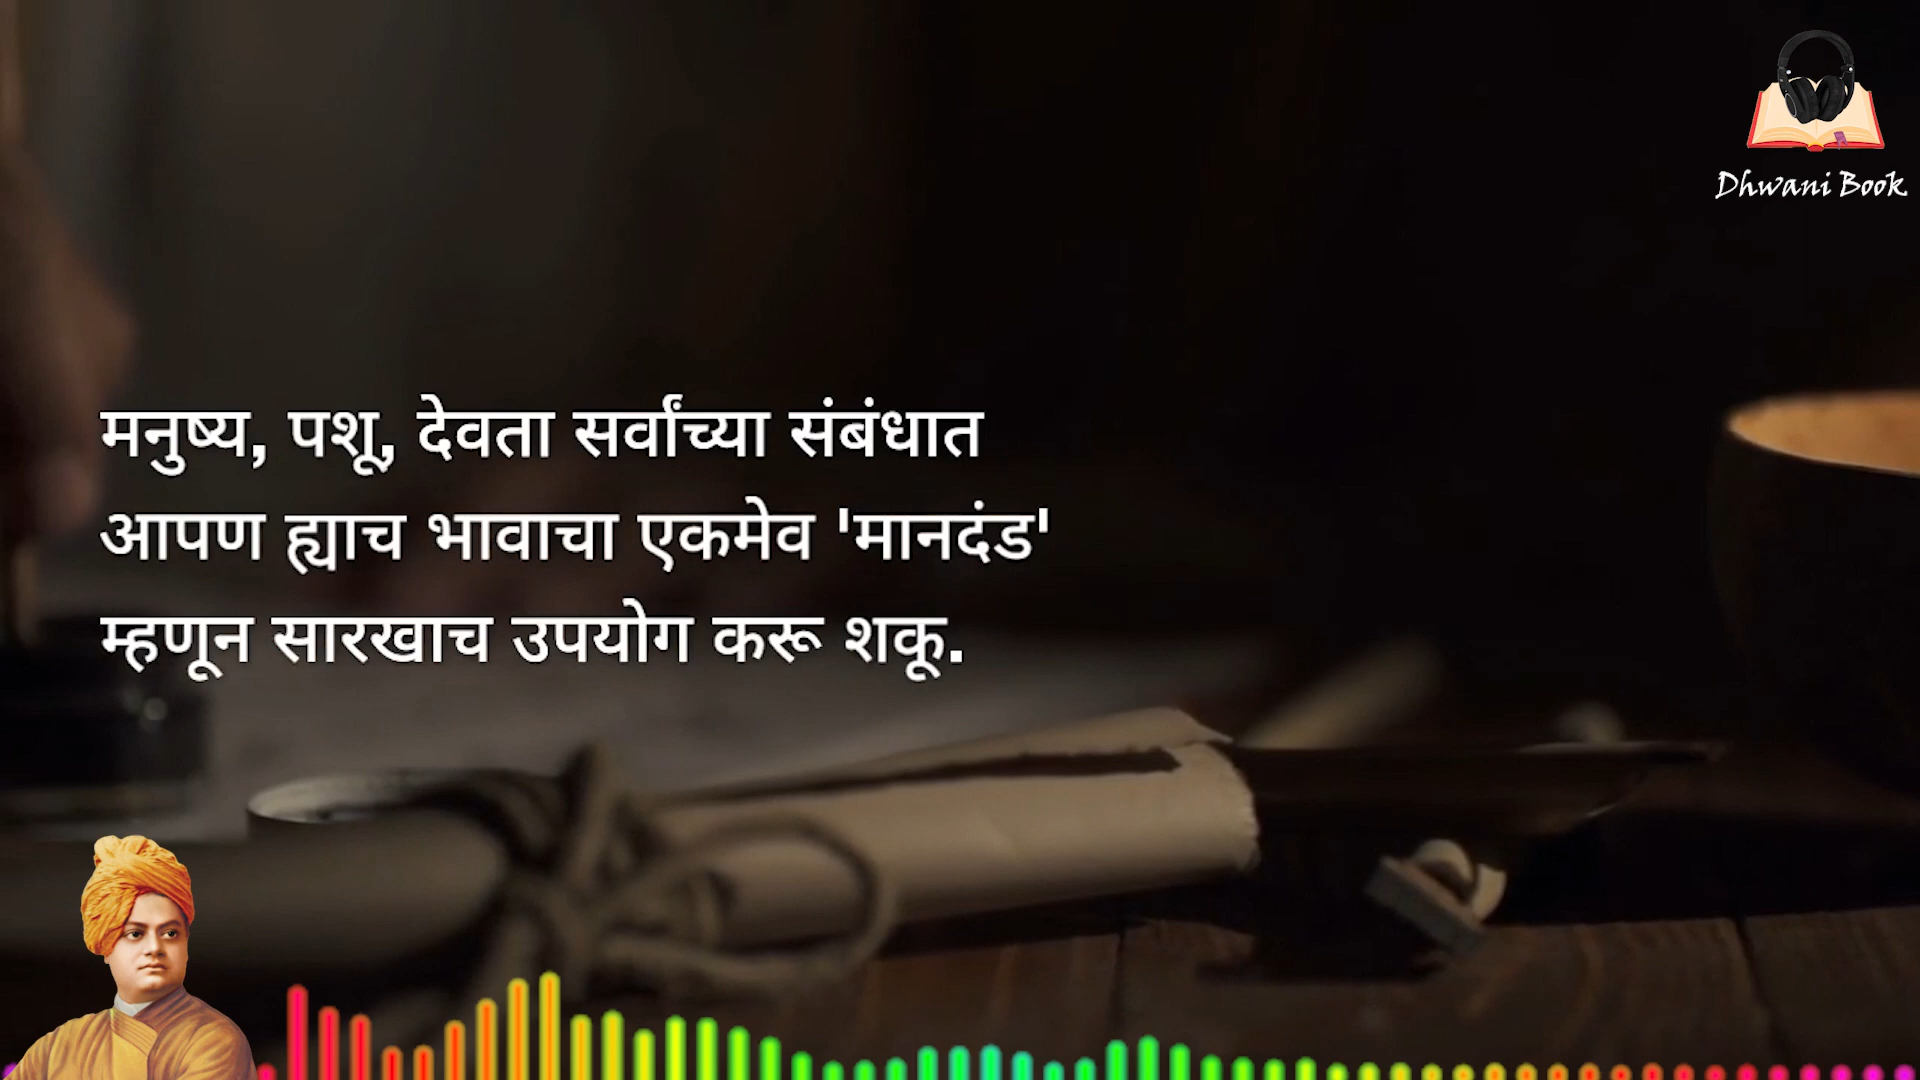 Dhwani Book
मनुष्य, पशू, देवता सर्वांच्या संबंधात
आपण ह्याच भावाचा एकमेव 'मानदंड'
म्हणून सारखाच उपयोग करू शकू.